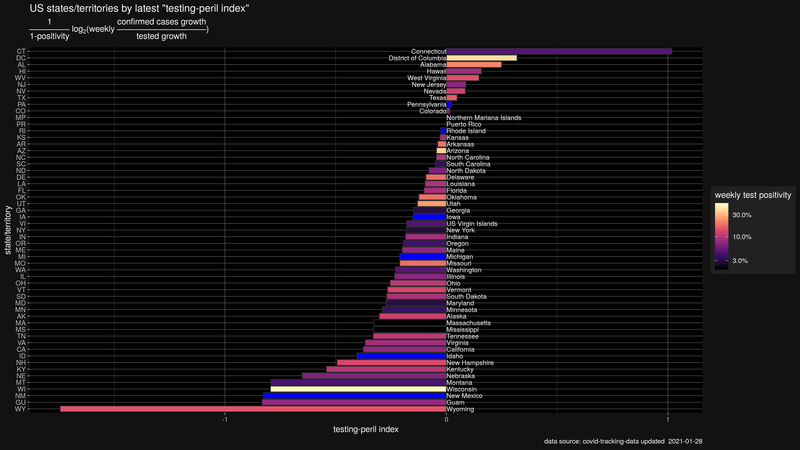 US states/territories by latest "testing-peril index"
1
1-positivity
log2(weekly
confirmed cases growth
tested growth
)
state/territory
CT Connecticut
DC District of Columbia
AL Alabama
HI Hawaii
WV West Virginia
NJ New Jersey
NV Nevada
TX Texas
PA Pennsylvania
CO Colorado
MP Northern Mariana Islands
PR Puerto Rico
RI Rhode Island
KS Kansas
AR Arkansas
AZ Arizona
NC North Carolina
SC South Carolina
ND North Dakota
DE Delaware
LA Louisiana
FL Florida
OK Oklahoma
UT Utah
GA Georgia
IA Iowa
VI US Virgin Islands
NY New York
IN Indiana
OR Oregon
ME Maine
MI Michigan
MO Missouri
WA Washington
IL Illinois
OH Ohio
VT Vermont
SD South Dakota
MD Maryland
MN Minnesota
AK Alaska
MA Massachusetts
MS Mississippi
TN Tennessee
VA Virginia
CA California
ID Idaho
NH New Hampshire
KY Kentucky
NE Nebraska
MT Montana
WI Wisconsin
NM New Mexico
GU Guam
WY Wyoming
-1 0 1
testing-peril index
weekly test positivity
30.0%
10.0%
3.0%
data source: covid-tracking-data updated 2021-01-28